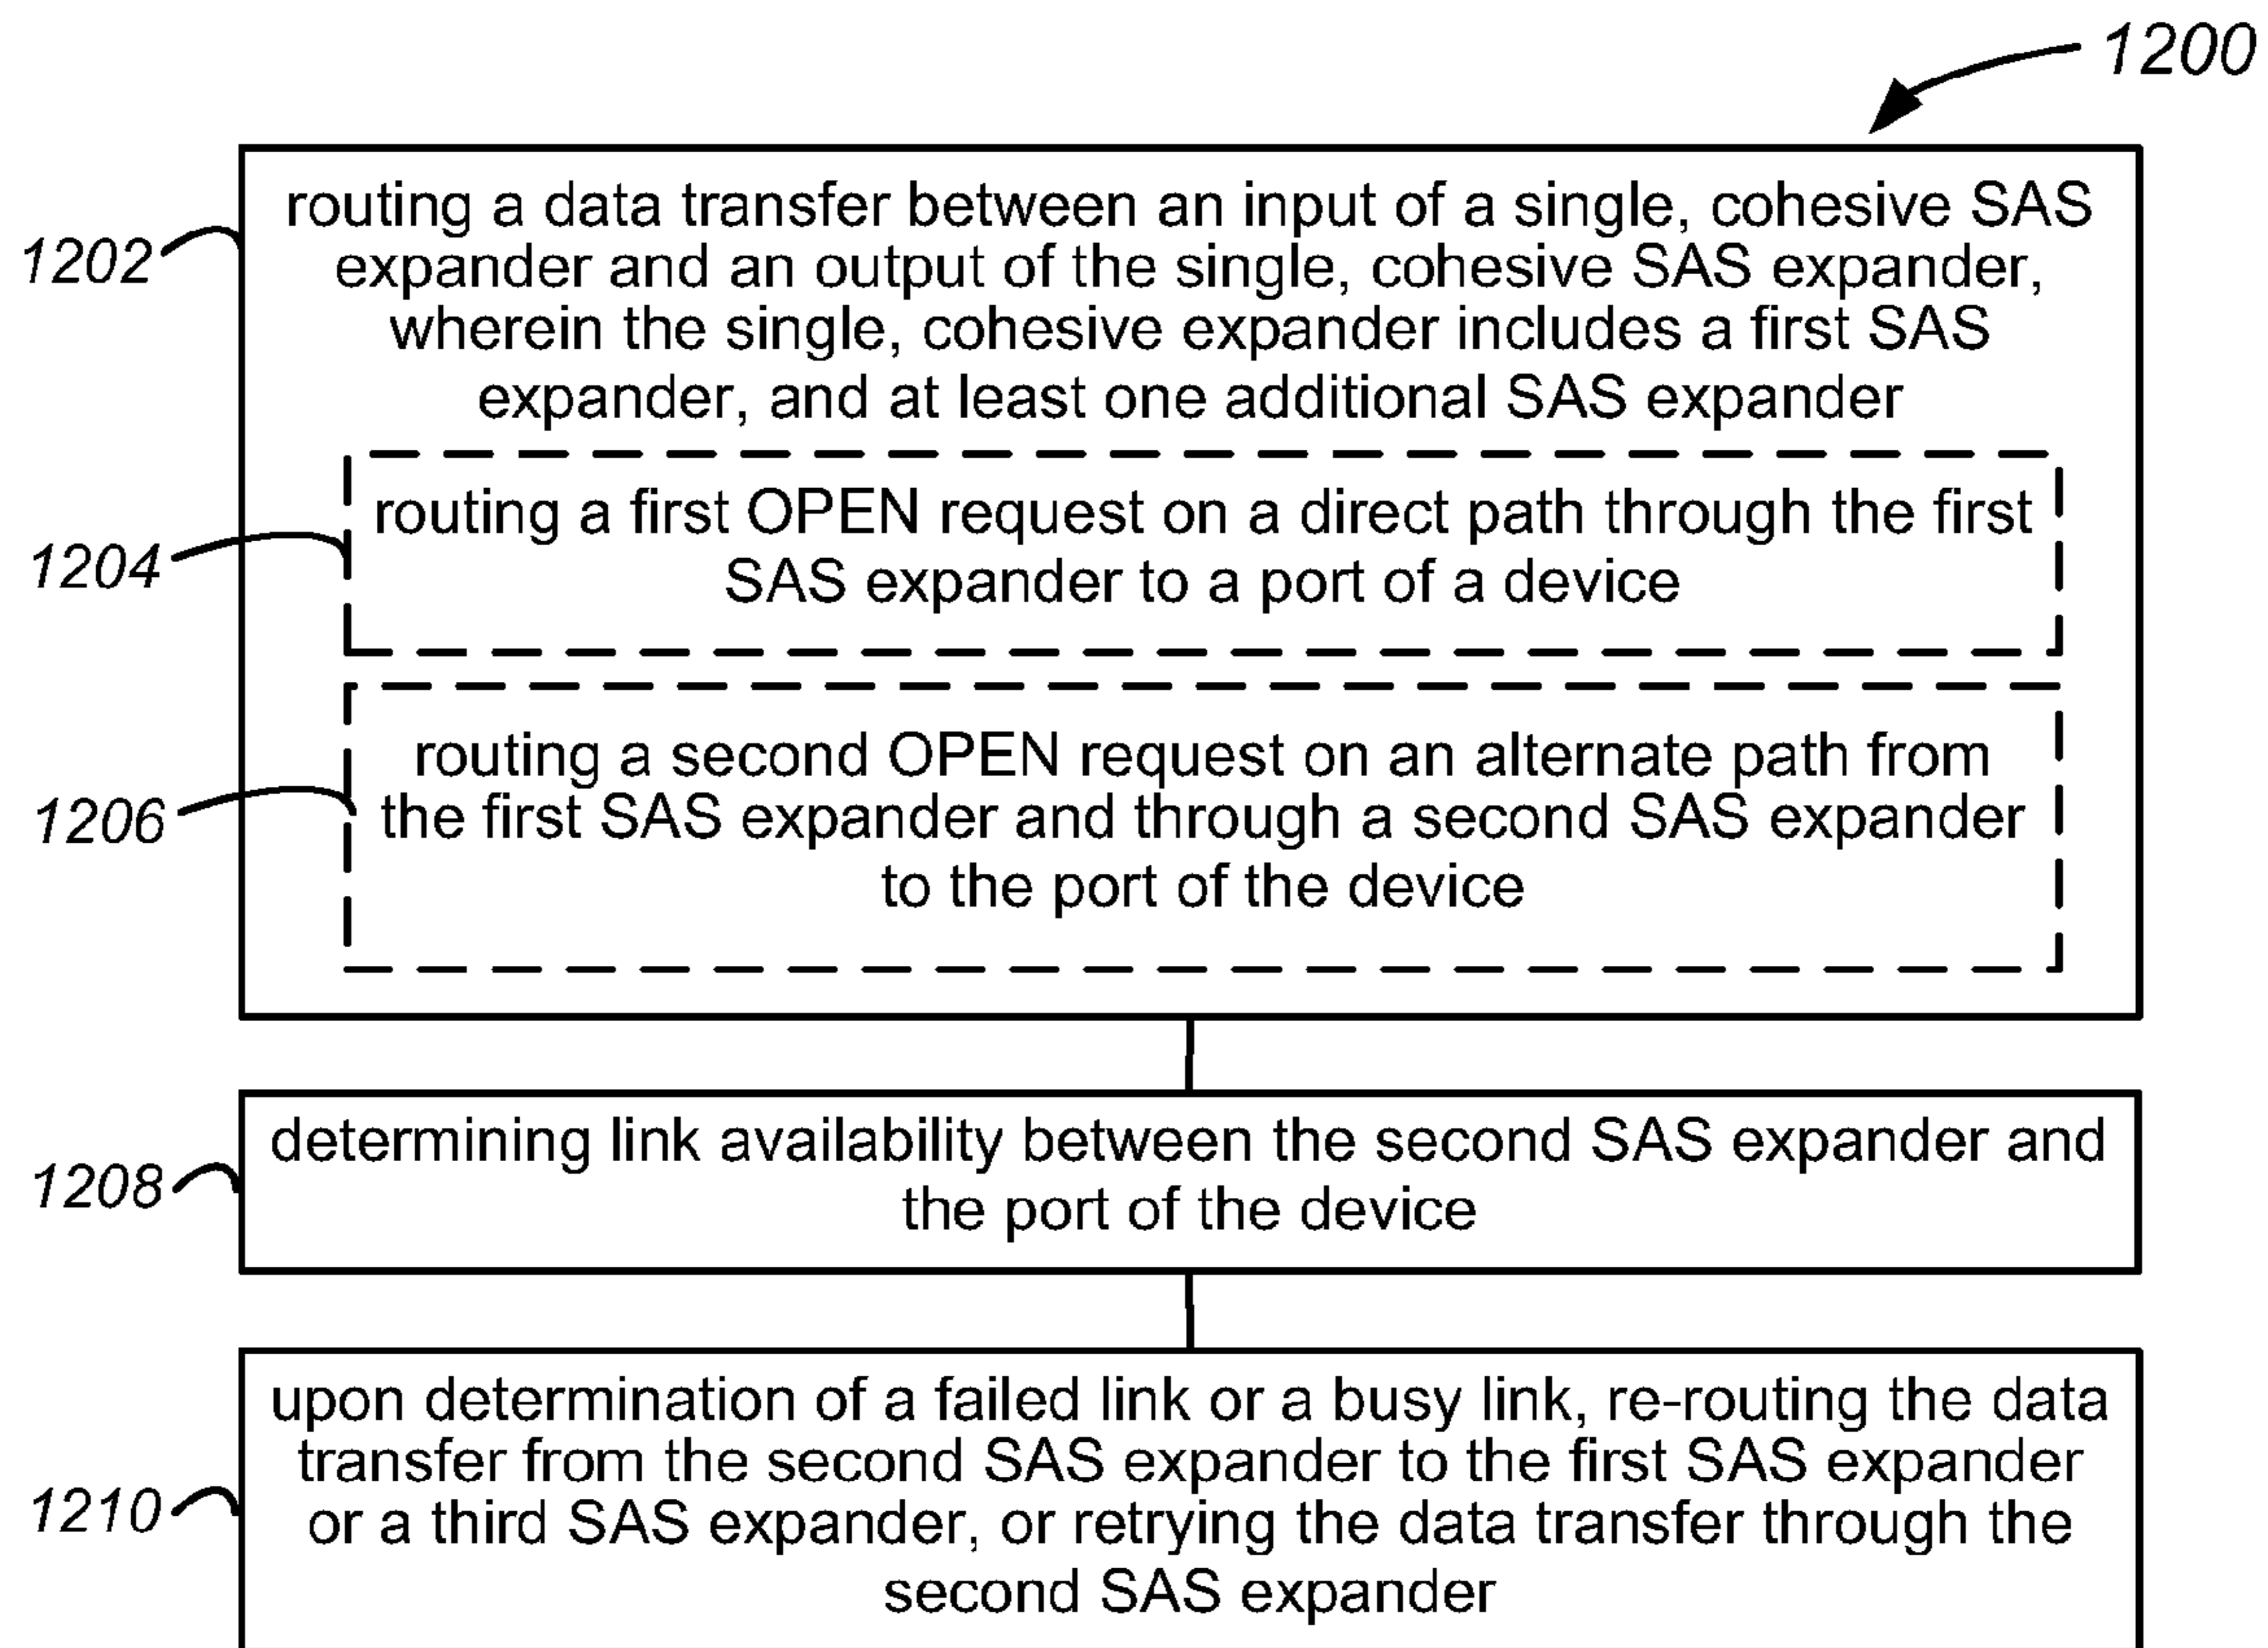 1200
1202
routing a data transfer between an input of a single, cohesive SAS
expander and an output of the single, cohesive SAS expander,
wherein the single, cohesive expander includes a first SAS
expander, and at least one additional SAS expander
1204
routing a first OPEN request on a direct path through the first
SAS expander to a port of a device
1206
routing a second OPEN request on an alternate path from
the first SAS expander and through a second SAS expander
to the port of the device
1208
determining link availability between the second SAS expander and
the port of the device
1210
upon determination of a failed link or a busy link, re-routing the data
transfer from the second SAS expander to the first SAS expander
or a third SAS expander, or retrying the data transfer through the
second SAS expander